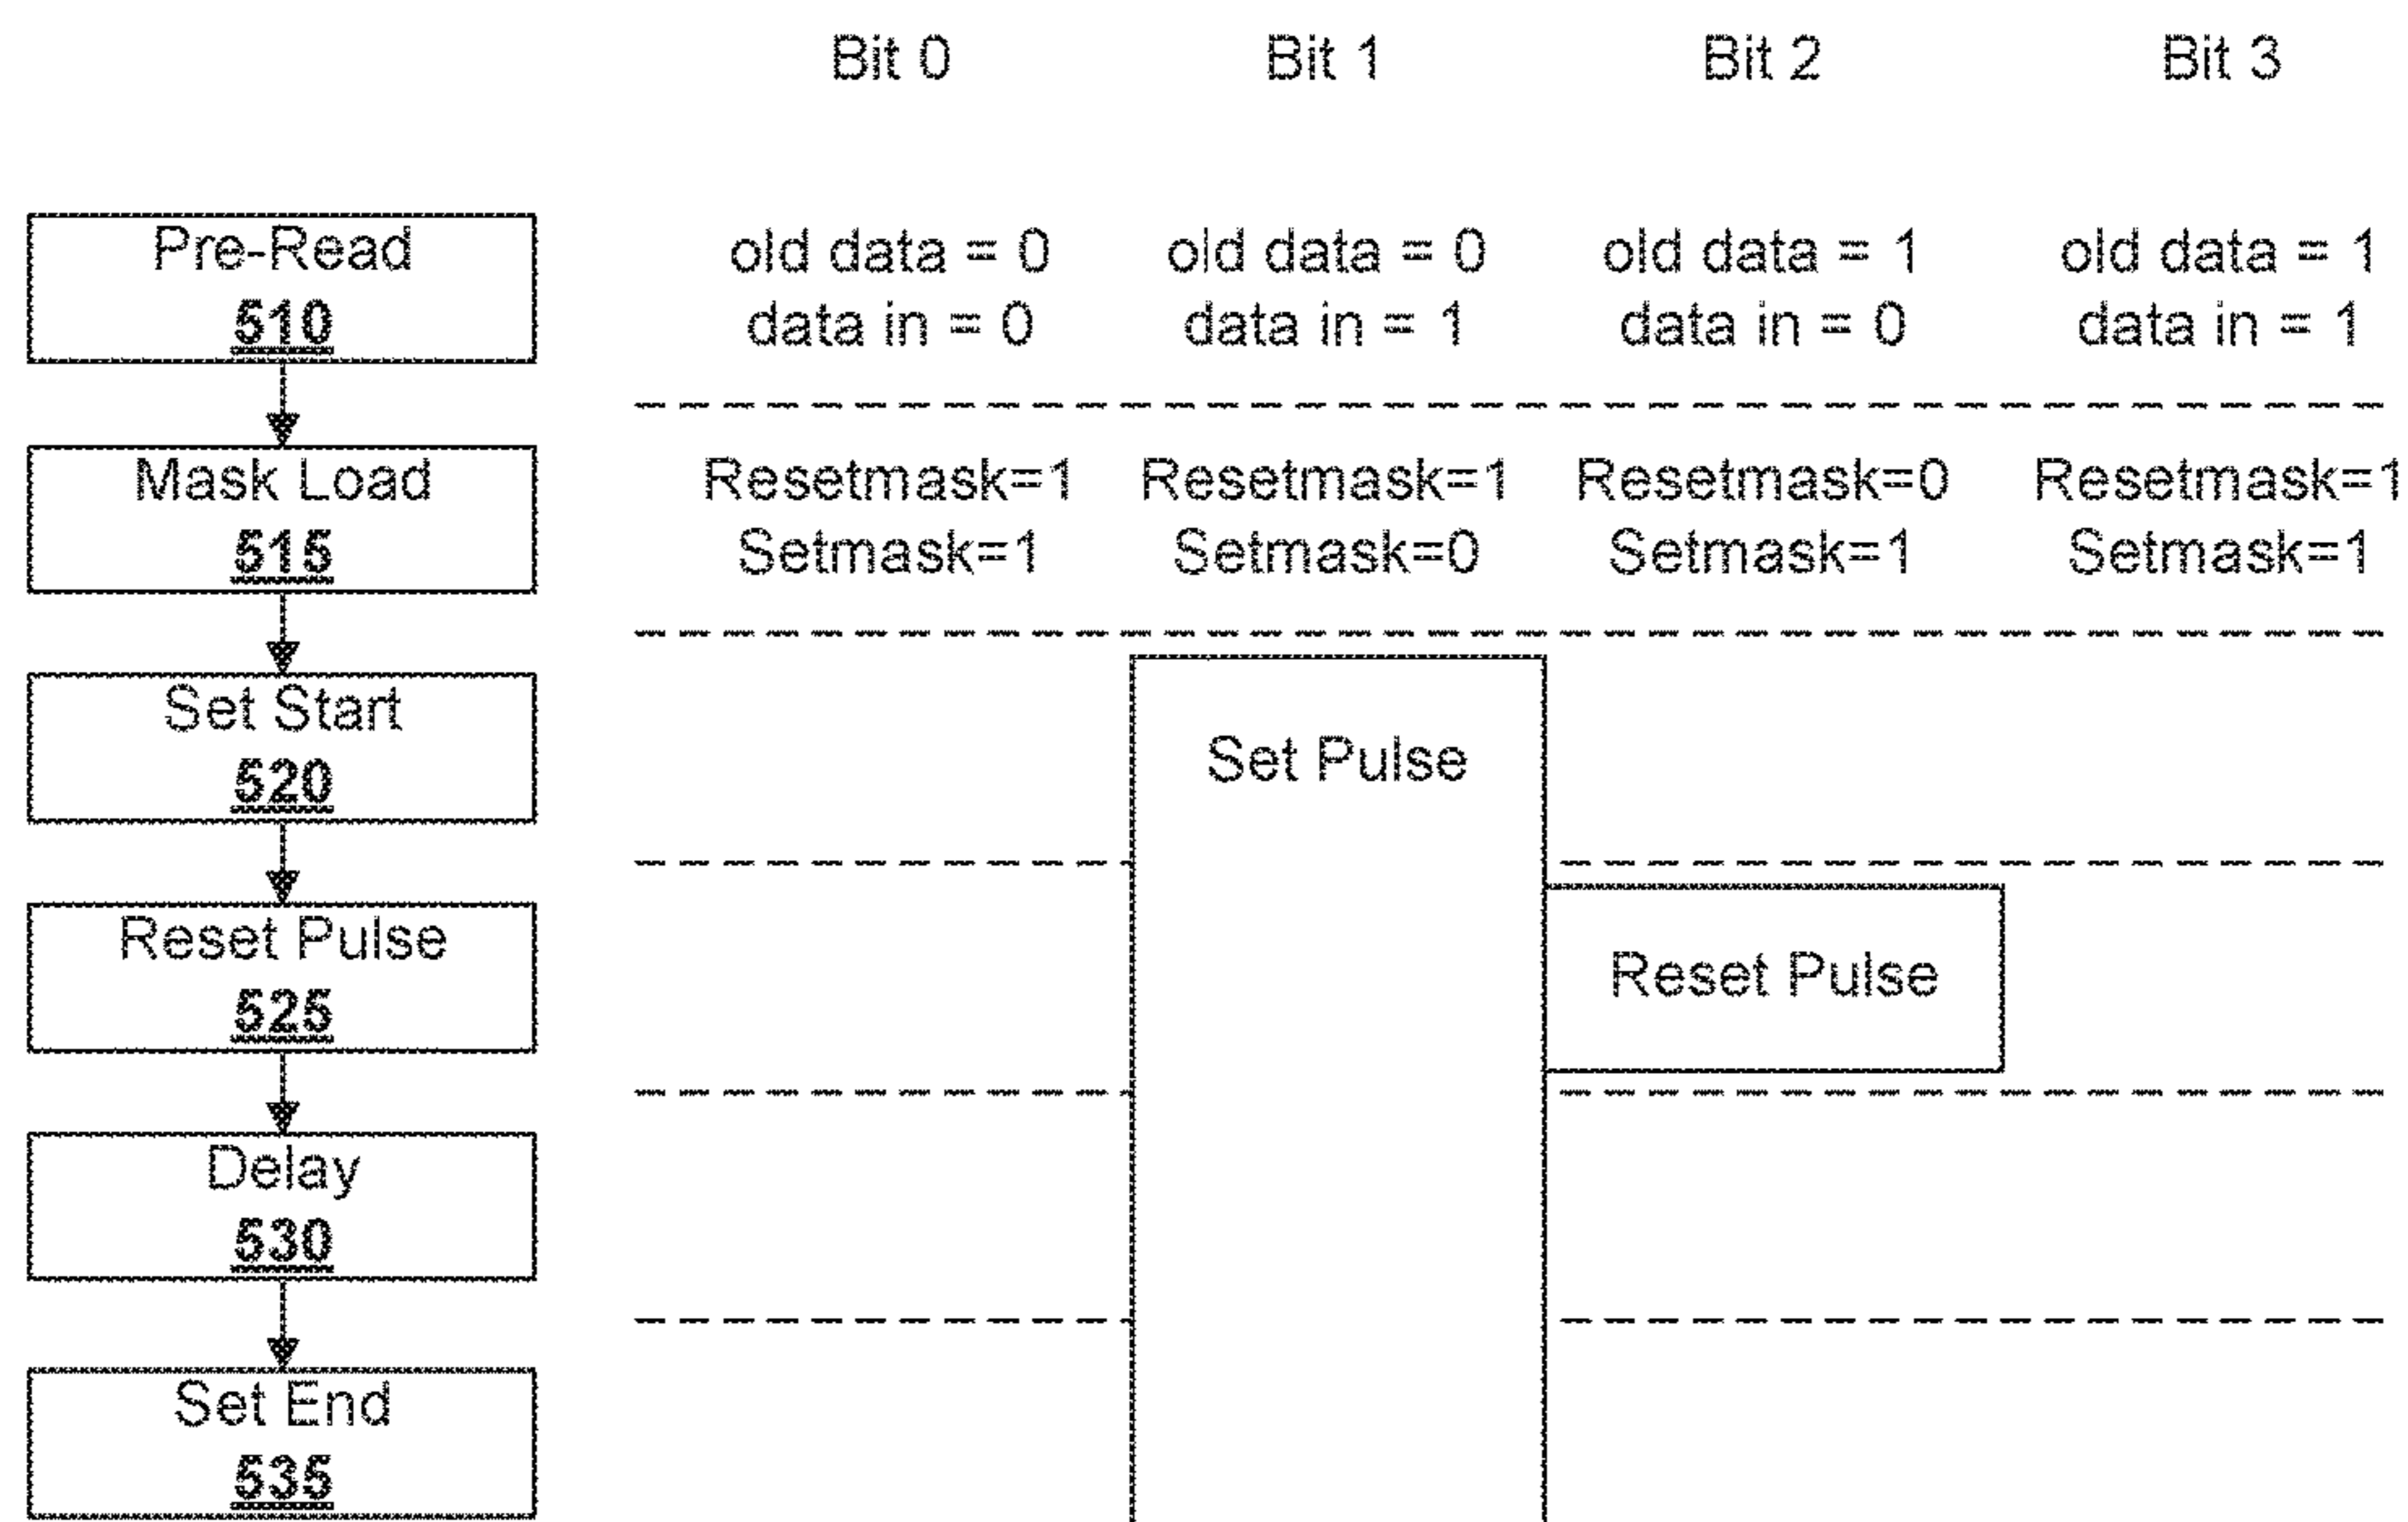 Bit 0 Bit 1 Bit 2 Bit 3
Pre-Read
510
old data = 0 old data = 0 old data = 1 old data = 1
data in = 0 data in = 1 data in = 0 data in = 1
Mask Load
515
Resetmask=1 Resetmask=1 Resetmask=0 Resetmask=1
Setmask=1 Setmask=0 Setmask=1 Setmask=1
Set Start
520
Set Pulse
Reset Pulse
525
Reset Pulse
Delay
530
Set End
535